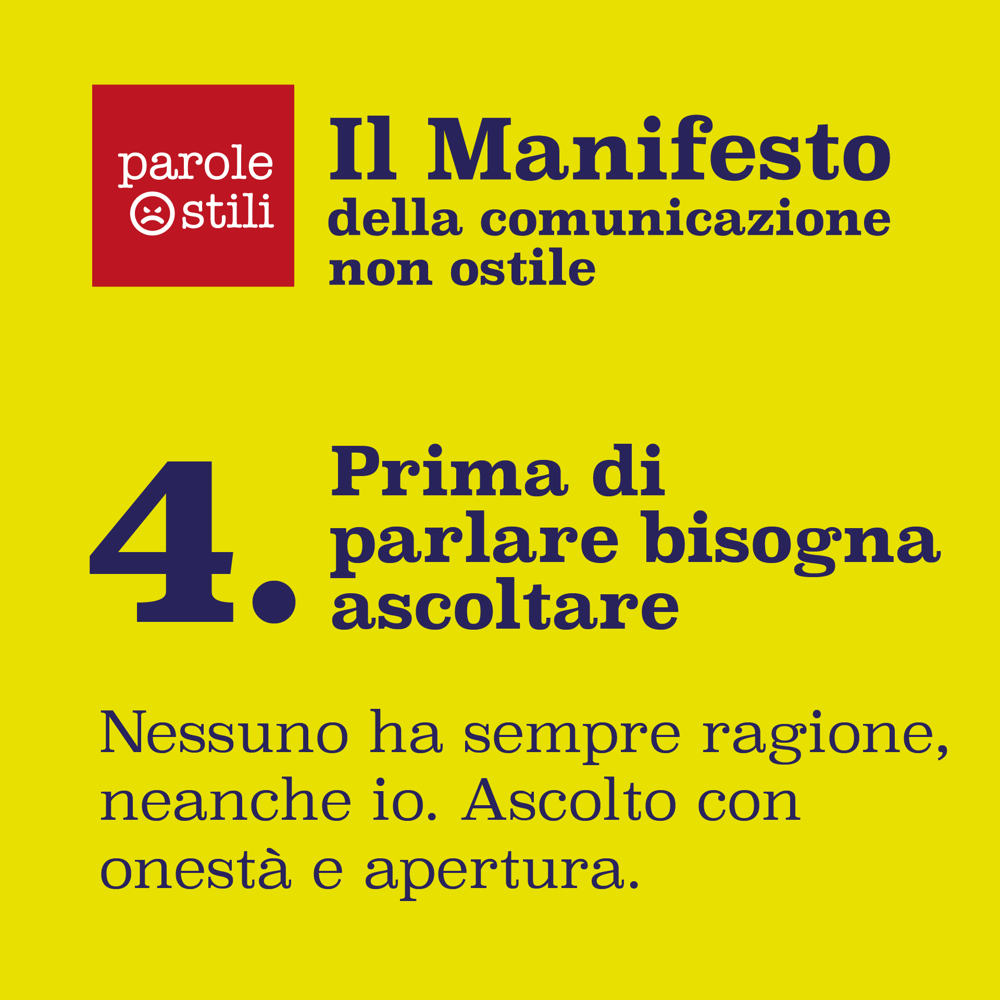 parole
ostili
Il Manifesto
della comunicazione
non ostile
4.
Prima di
parlare bisogna
ascoltare
Nessuno ha sempre ragione,
neanche io. Ascolto con
onestà e apertura.